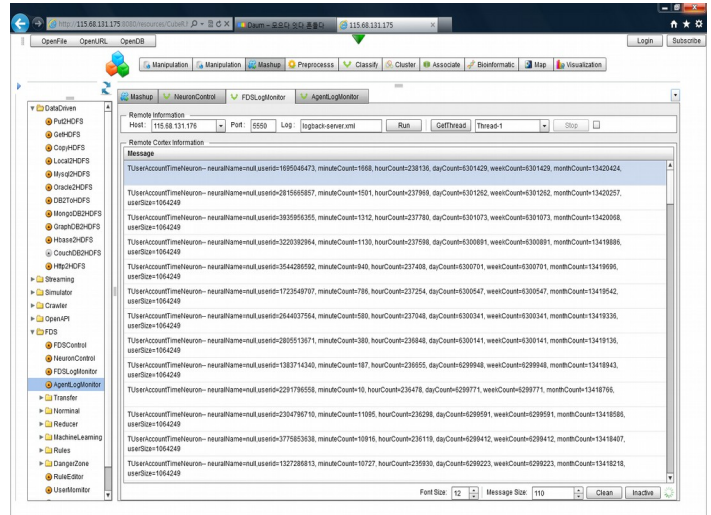 http://115.68.131.175:8080/resources/CubeIU
Daum – 모으다 잇다 흔들다
115.68.131.175
OpenFile OpenURL OpenDB
Login Subscribe
Manipulation Manipulation Mashup Preprocesss Classify Cluster Associate Bioinformatic Map Visualization
Mashup NeuronControl FDSLogMonitor AgentLogMonitor
DataDriven
Put2HDFS
GetHDFS
CopyHDFS
Local2HDFS
Mysql2HDFS
Oracle2HDFS
DB2ToHDFS
MongoDB2HDFS
GraphDB2HDFS
Hbase2HDFS
CouchDB2HDFS
Http2HDFS
Streaming
Simulator
Crawler
OpenAPI
FDS
FDSControl
NeuronControl
FDSLogMonitor
AgentLogMonitor
Transfer
Norminal
Reducer
MachineLearning
Rules
DangerZone
RuleEditor
UserMornitor
Remote Information
Host: 115.68.131.176 Port: 5550 Log: logback-server.xml Run GetThread Thread-1 Stop
Remote Cortex Information
Message
TUserAccountTimeNeuron-- neuralName=null,userid=1695046473, minuteCount=1668, hourCount=238136, dayCount=6301429, weekCount=6301429, monthCount=13420424,
TUserAccountTimeNeuron-- neuralName=null,userid=2815665857, minuteCount=1501, hourCount=237969, dayCount=6301262, weekCount=6301262, monthCount=13420257,
userSize=1064249
TUserAccountTimeNeuron-- neuralName=null,userid=3935956355, minuteCount=1312, hourCount=237780, dayCount=6301073, weekCount=6301073, monthCount=13420068,
userSize=1064249
TUserAccountTimeNeuron-- neuralName=null,userid=3220392964, minuteCount=1130, hourCount=237598, dayCount=6300891, weekCount=6300891, monthCount=13419886,
userSize=1064249
TUserAccountTimeNeuron-- neuralName=null,userid=3544286592, minuteCount=940, hourCount=237408, dayCount=6300701, weekCount=6300701, monthCount=13419696,
userSize=1064249
TUserAccountTimeNeuron-- neuralName=null,userid=1723549707, minuteCount=786, hourCount=237254, dayCount=6300547, weekCount=6300547, monthCount=13419542,
userSize=1064249
TUserAccountTimeNeuron-- neuralName=null,userid=2644037564, minuteCount=580, hourCount=237048, dayCount=6300341, weekCount=6300341, monthCount=13419336,
userSize=1064249
TUserAccountTimeNeuron-- neuralName=null,userid=2805513671, minuteCount=380, hourCount=236848, dayCount=6300141, weekCount=6300141, monthCount=13419136,
userSize=1064249
TUserAccountTimeNeuron-- neuralName=null,userid=1383714340, minuteCount=187, hourCount=236655, dayCount=6299948, weekCount=6299948, monthCount=13418943,
userSize=1064249
TUserAccountTimeNeuron-- neuralName=null,userid=2291796558, minuteCount=10, hourCount=236478, dayCount=6299771, weekCount=6299771, monthCount=13418766,
TUserAccountTimeNeuron-- neuralName=null,userid=2304796710, minuteCount=11095, hourCount=236298, dayCount=6299591, weekCount=6299591, monthCount=13418586,
userSize=1064249
TUserAccountTimeNeuron-- neuralName=null,userid=3775853638, minuteCount=10916, hourCount=236119, dayCount=6299412, weekCount=6299412, monthCount=13418407,
userSize=1064249
TUserAccountTimeNeuron-- neuralName=null,userid=1327286813, minuteCount=10727, hourCount=235930, dayCount=6299223, weekCount=6299223, monthCount=13418218,
userSize=1064249
Font Size: 12 Message Size: 110 Clean Inactive